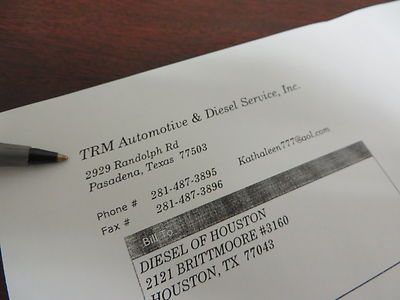 TRM Automotive & Diesel Service, Inc.
2929 Randolph Rd
Pasadena, Texas 77503
Kathaleen777@aol.com
Phone # 281-487-3895
Fax # 281-487-3896
Bill To
DIESEL OF HOUSTON
2121 BRITTMOORE #3160
HOUSTON, TX 77043